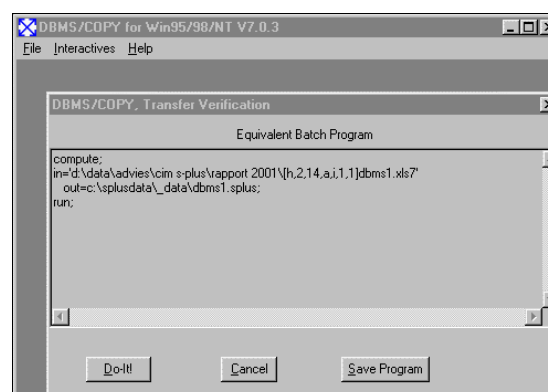 DBMS/COPY for Win95/98/NT V7.0.3
File Interactives Help
DBMS/COPY, Transfer Verification
Equivalent Batch Program
compute;
in='d:\data\advies\cim s-plus\rapport 2001\[h,2,14,a,i,1,1]dbms1.xls7'
out=c:\splusdata\_data\dbms1.splus;
run;
Do-It! Cancel Save Program